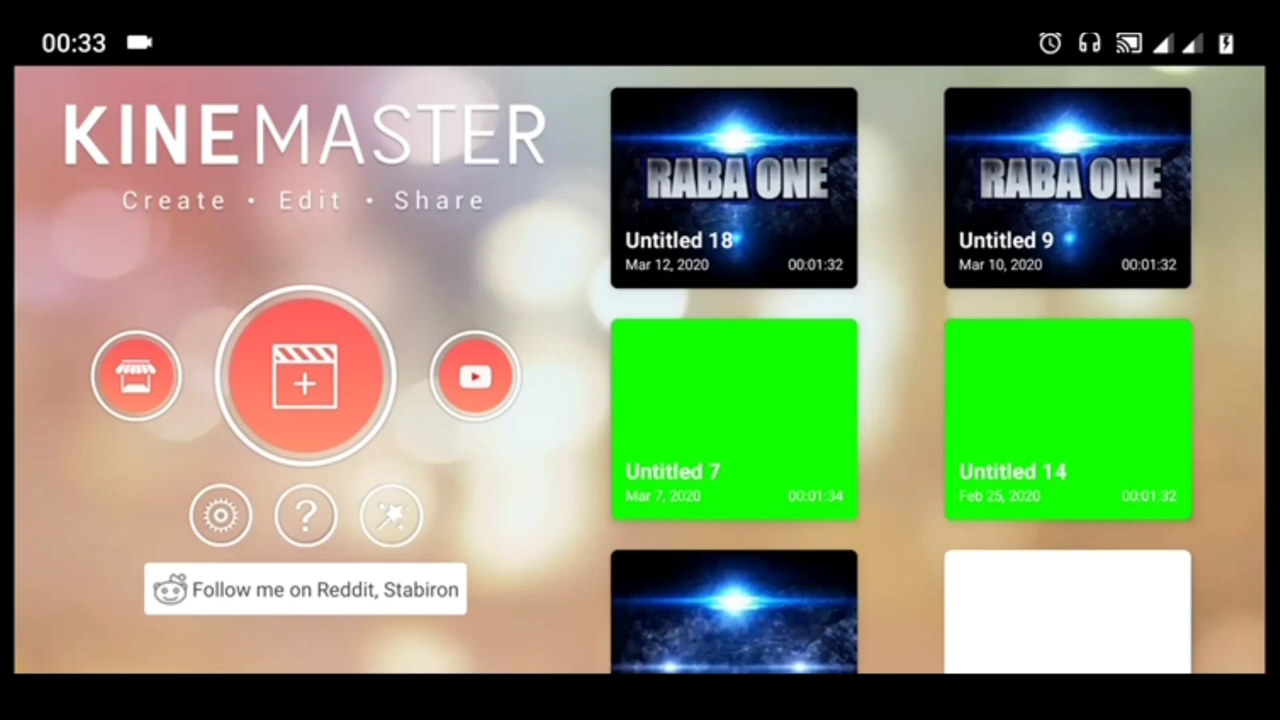 00:33
KINEMASTER
Create • Edit • Share
Follow me on Reddit, Stabiron
RABA ONE
Untitled 18
Mar 12, 2020 00:01:32
RABA ONE
Untitled 9
Mar 10, 2020 00:01:32
Untitled 7
Mar 7, 2020 00:01:34
Untitled 14
Feb 25, 2020 00:01:32